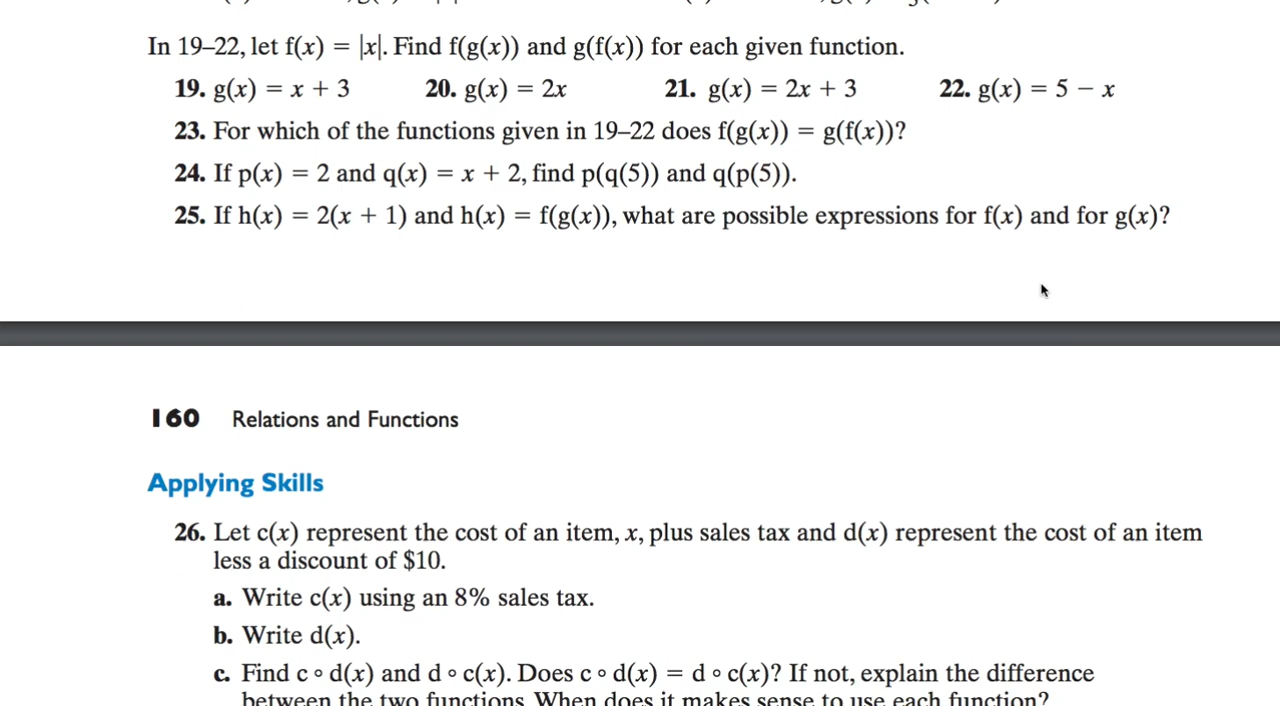 In 19–22, let f(x) = |x|. Find f(g(x)) and g(f(x)) for each given function.
19. g(x) = x + 3 20. g(x) = 2x 21. g(x) = 2x + 3 22. g(x) = 5 − x
23. For which of the functions given in 19–22 does f(g(x)) = g(f(x))?
24. If p(x) = 2 and q(x) = x + 2, find p(q(5)) and q(p(5)).
25. If h(x) = 2(x + 1) and h(x) = f(g(x)), what are possible expressions for f(x) and for g(x)?
160 Relations and Functions
Applying Skills
26. Let c(x) represent the cost of an item, x, plus sales tax and d(x) represent the cost of an item
less a discount of $10.
a. Write c(x) using an 8% sales tax.
b. Write d(x).
c. Find c ∘ d(x) and d ∘ c(x). Does c ∘ d(x) = d ∘ c(x)? If not, explain the difference
between the two functions. When does it makes sense to use each function?